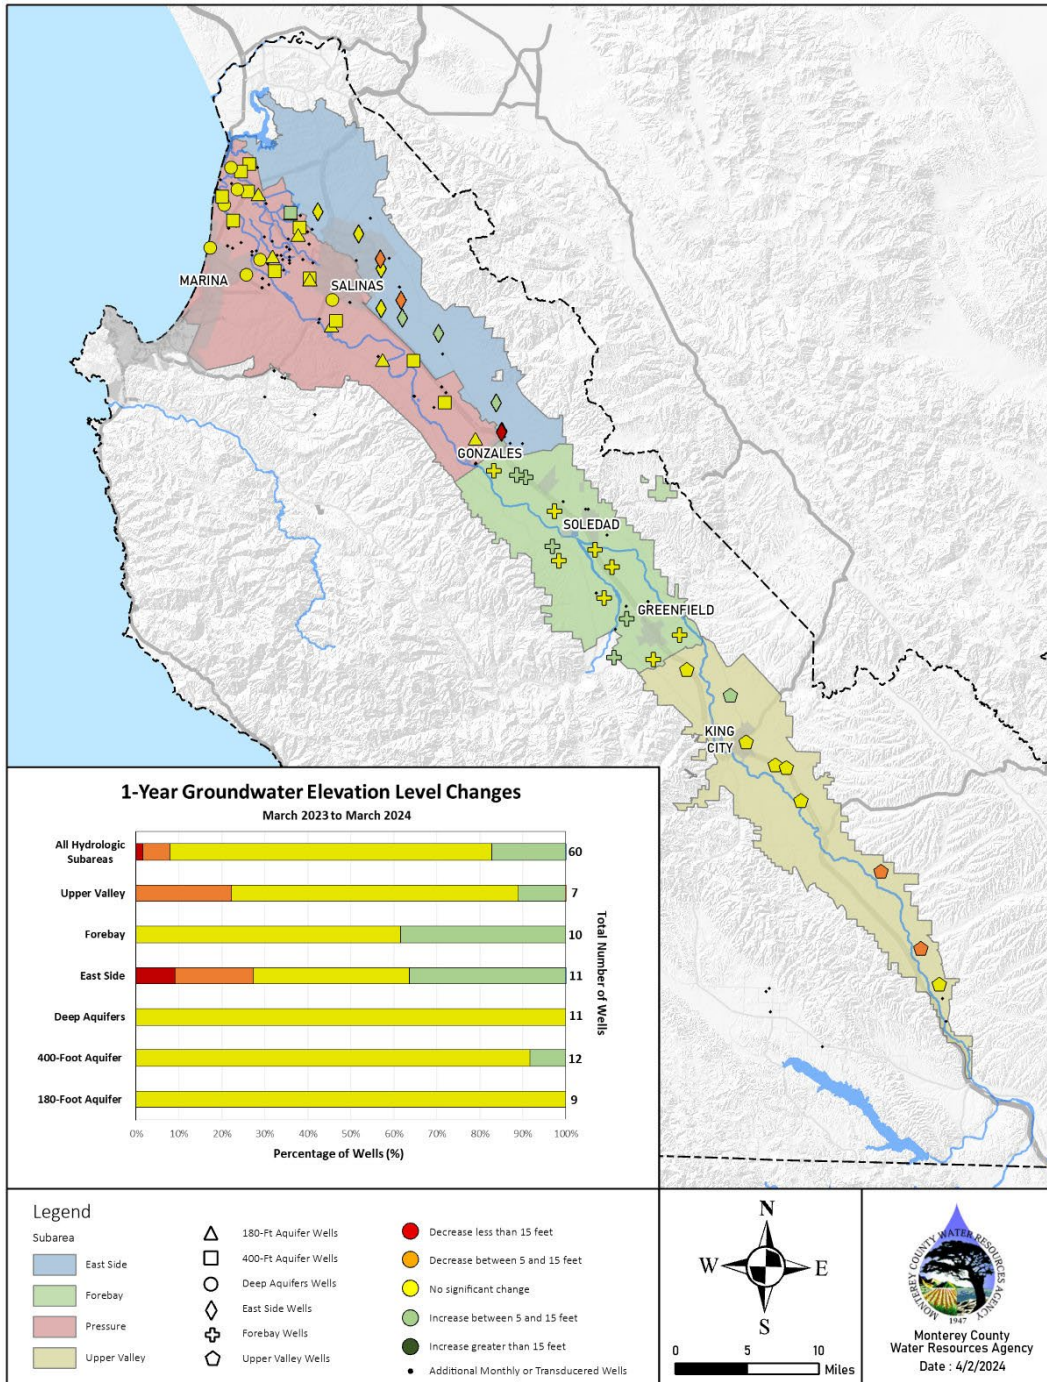 MARINA
SALINAS
GONZALES
SOLEDAD
GREENFIELD
KING
CITY
1-Year Groundwater Elevation Level Changes
March 2023 to March 2024
All Hydrologic
Subareas
60
Upper Valley
7
Forebay
10
East Side
11
Deep Aquifers
11
400-Foot Aquifer
12
180-Foot Aquifer
9
Total Number of Wells
0% 10% 20% 30% 40% 50% 60% 70% 80% 90% 100%
Percentage of Wells (%)
Legend
Subarea
East Side
Forebay
Pressure
Upper Valley
180-Ft Aquifer Wells
400-Ft Aquifer Wells
Deep Aquifers Wells
East Side Wells
Forebay Wells
Upper Valley Wells
Decrease less than 15 feet
Decrease between 5 and 15 feet
No significant change
Increase between 5 and 15 feet
Increase greater than 15 feet
Additional Monthly or Transducered Wells
N
W E
S
0 5 10
Miles
MONTEREY COUNTY WATER RESOURCES AGENCY
1947
Monterey County
Water Resources Agency
Date : 4/2/2024